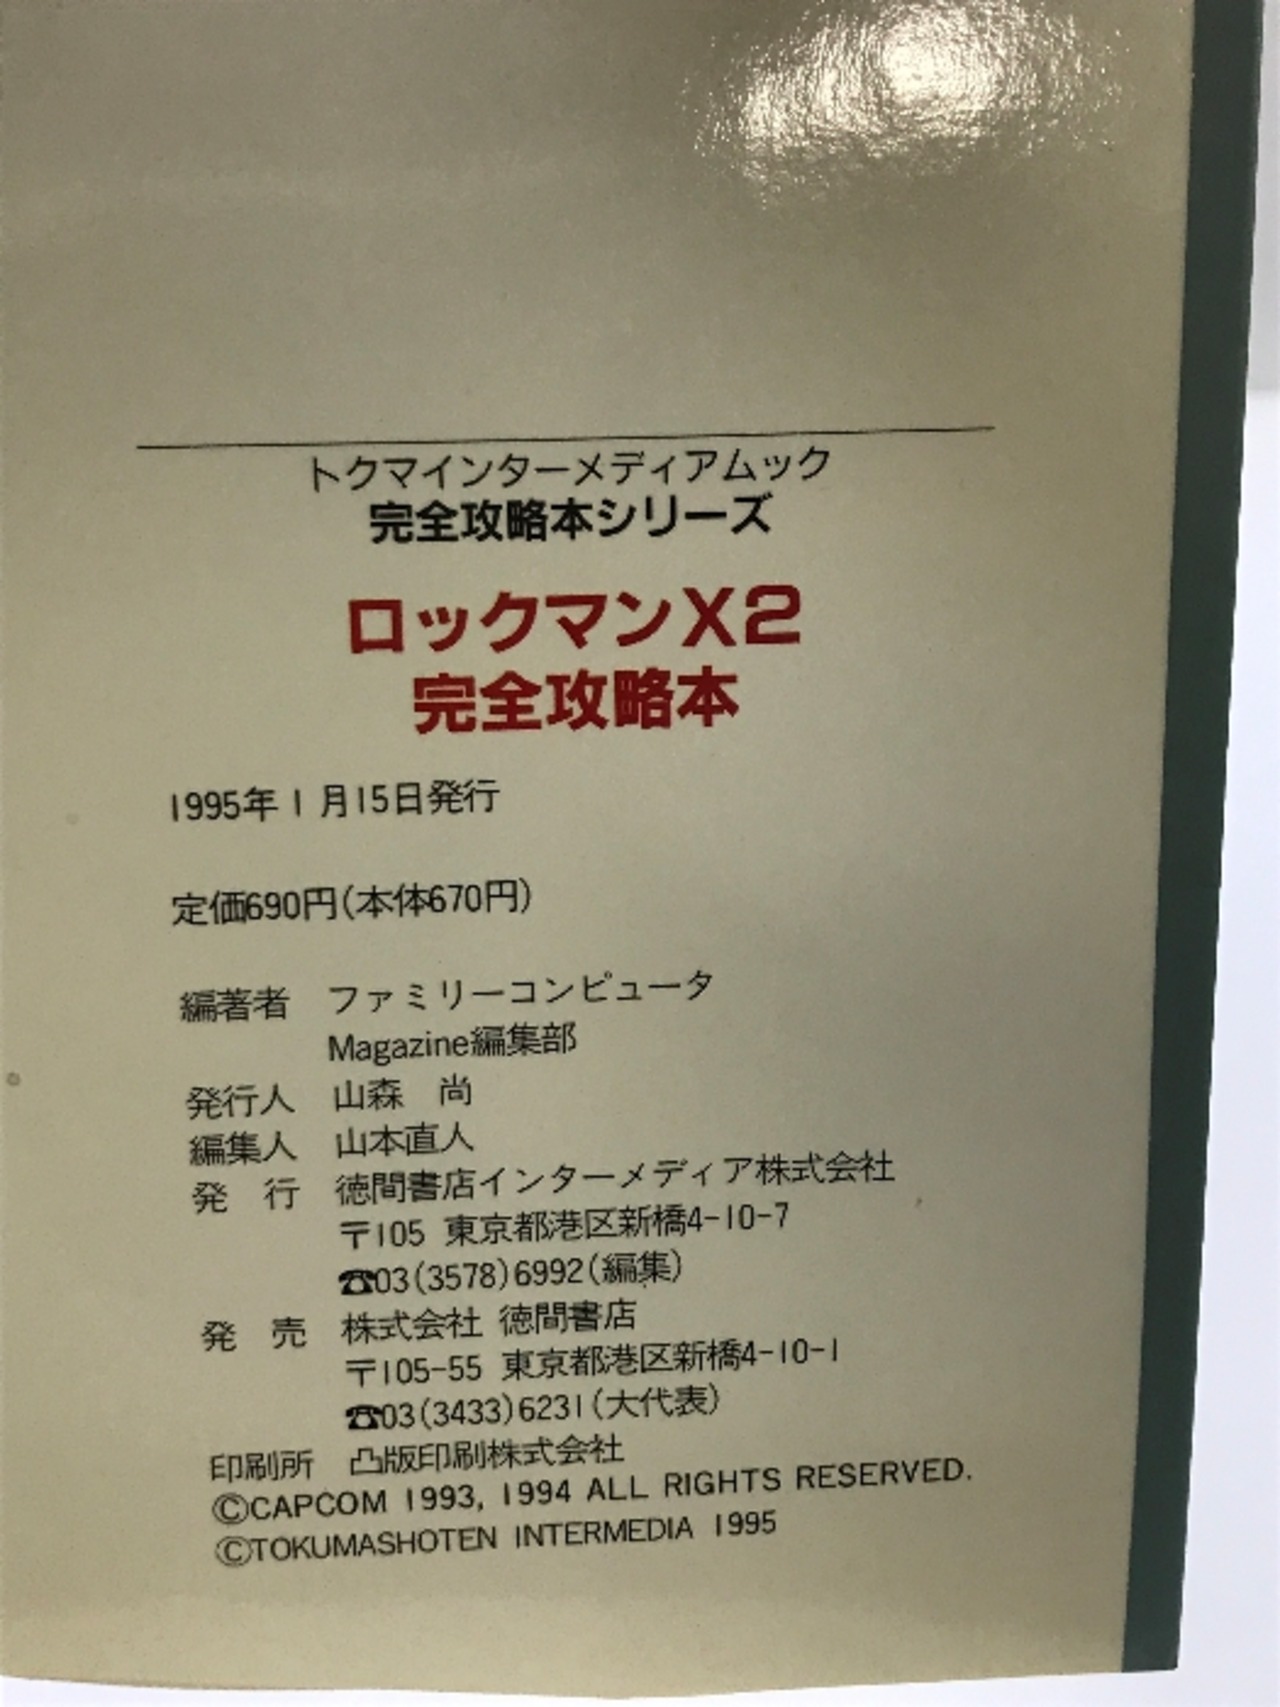 トクマインターメディアムック
完全攻略本シリーズ
ロックマンX2
完全攻略本
1995年1月15日発行
定価690円(本体670円)
編著者 ファミリーコンピュータ
Magazine編集部
発行人 山森 尚
編集人 山本直人
発 行 徳間書店インターメディア株式会社
〒105 東京都港区新橋4-10-7
☎03(3578)6992(編集)
発 売 株式会社 徳間書店
〒105-55 東京都港区新橋4-10-1
☎03(3433)6231(大代表)
印刷所 凸版印刷株式会社
©CAPCOM 1993, 1994 ALL RIGHTS RESERVED.
©TOKUMASHOTEN INTERMEDIA 1995